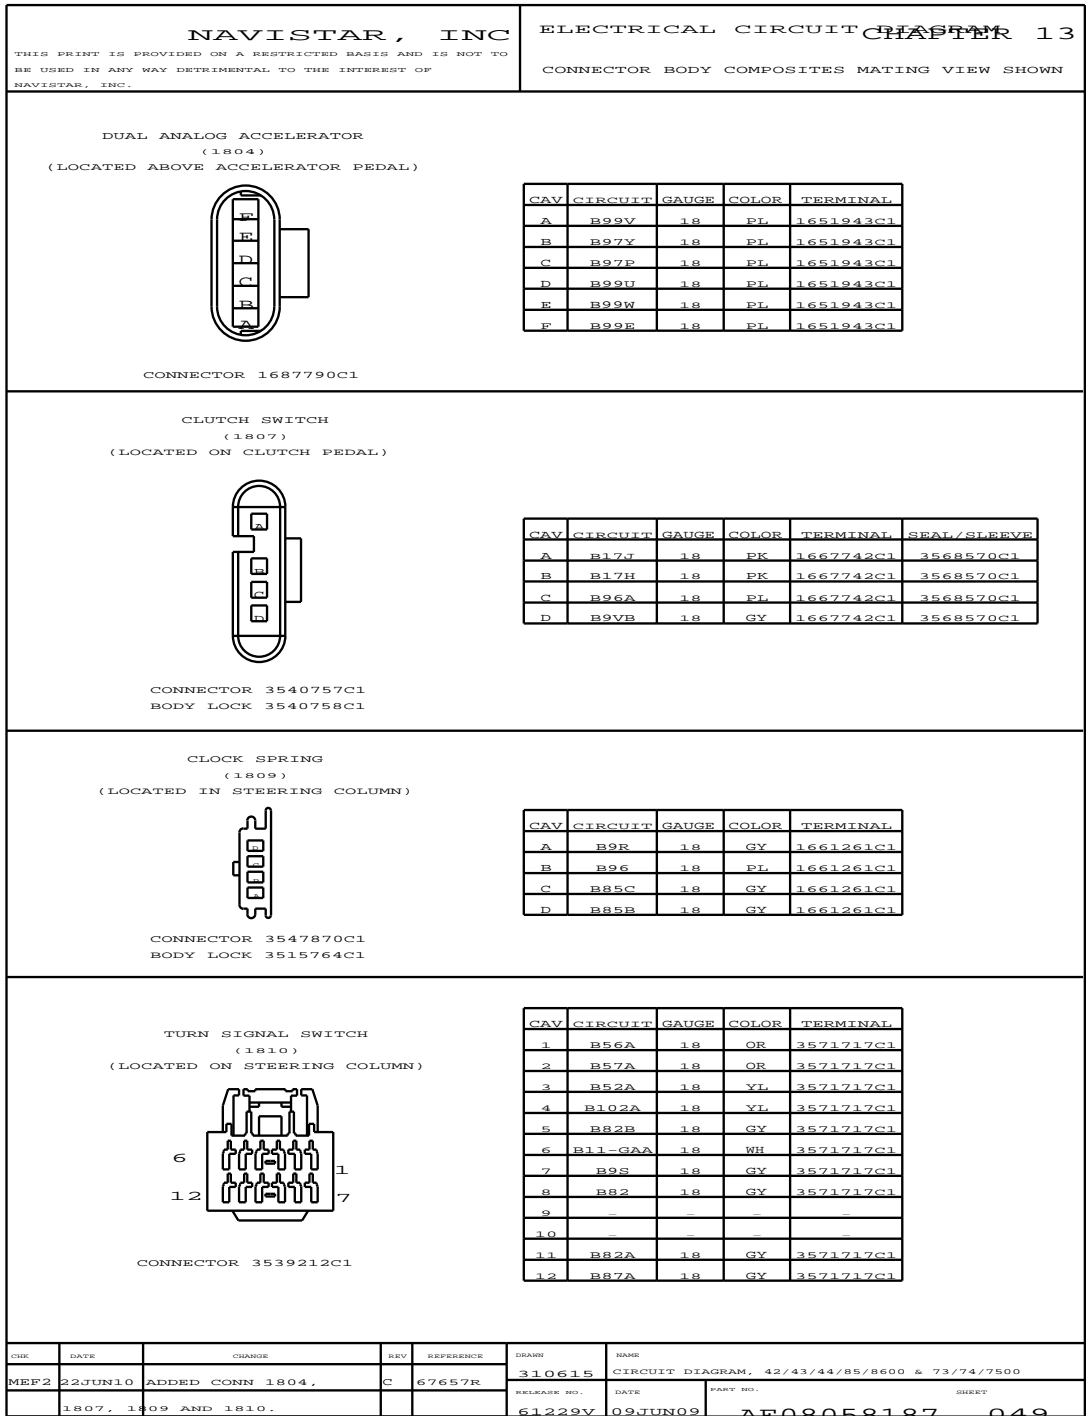 NAVISTAR, INC
THIS PRINT IS PROVIDED ON A RESTRICTED BASIS AND IS NOT TO
BE USED IN ANY WAY DETRIMENTAL TO THE INTEREST OF
NAVISTAR, INC.
ELECTRICAL CIRCUIT DIAGRAM
CHAPTER 13
CONNECTOR BODY COMPOSITES MATING VIEW SHOWN
DUAL ANALOG ACCELERATOR
(1804)
(LOCATED ABOVE ACCELERATOR PEDAL)
F
E
D
C
B
A
CONNECTOR 1687790C1
CAV CIRCUIT GAUGE COLOR TERMINAL
A B99V 18 PL 1651943C1
B B97Y 18 PL 1651943C1
C B97P 18 PL 1651943C1
D B99U 18 PL 1651943C1
E B99W 18 PL 1651943C1
F B99E 18 PL 1651943C1
CLUTCH SWITCH
(1807)
(LOCATED ON CLUTCH PEDAL)
A
B
C
D
CONNECTOR 3540757C1
BODY LOCK 3540758C1
CAV CIRCUIT GAUGE COLOR TERMINAL SEAL/SLEEVE
A B17J 18 PK 1667742C1 3568570C1
B B17H 18 PK 1667742C1 3568570C1
C B96A 18 PL 1667742C1 3568570C1
D B9VB 18 GY 1667742C1 3568570C1
CLOCK SPRING
(1809)
(LOCATED IN STEERING COLUMN)
D
C
B
A
CONNECTOR 3547870C1
BODY LOCK 3515764C1
CAV CIRCUIT GAUGE COLOR TERMINAL
A B9R 18 GY 1661261C1
B B96 18 PL 1661261C1
C B85C 18 GY 1661261C1
D B85B 18 GY 1661261C1
TURN SIGNAL SWITCH
(1810)
(LOCATED ON STEERING COLUMN)
6
1
12
7
CONNECTOR 3539212C1
CAV CIRCUIT GAUGE COLOR TERMINAL
1 B56A 18 OR 3571717C1
2 B57A 18 OR 3571717C1
3 B52A 18 YL 3571717C1
4 B102A 18 YL 3571717C1
5 B82B 18 GY 3571717C1
6 B11-GAA 18 WH 3571717C1
7 B9S 18 GY 3571717C1
8 B82 18 GY 3571717C1
9 – – – –
10 – – – –
11 B82A 18 GY 3571717C1
12 B87A 18 GY 3571717C1
CHK DATE CHANGE REV REFERENCE
MEF2 22JUN10 ADDED CONN 1804, C 67657R
1807, 1809 AND 1810.
DRAWN
310615
NAME
CIRCUIT DIAGRAM, 42/43/44/85/8600 & 73/74/7500
RELEASE NO.
61229V
DATE
09JUN09
PART NO. SHEET
AF08058187 049